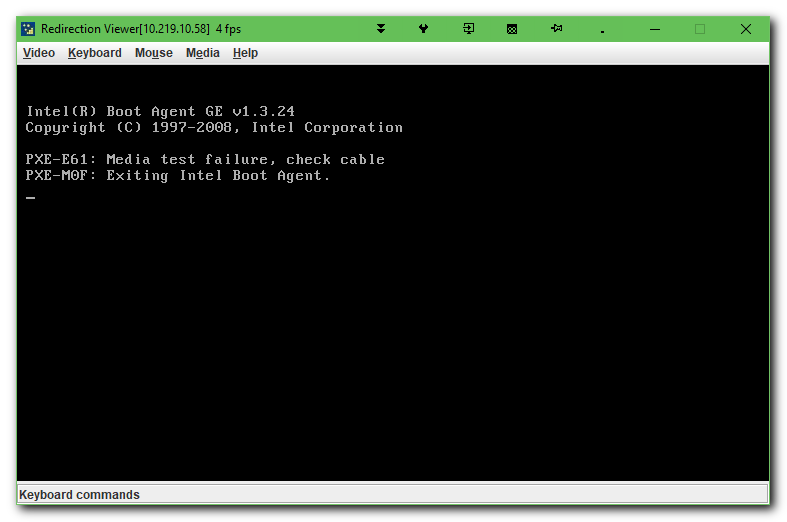 Redirection Viewer[10.219.10.58] 4 fps
Video Keyboard Mouse Media Help
Intel(R) Boot Agent GE v1.3.24
Copyright (C) 1997-2008, Intel Corporation
PXE-E61: Media test failure, check cable
PXE-M0F: Exiting Intel Boot Agent.
Keyboard commands